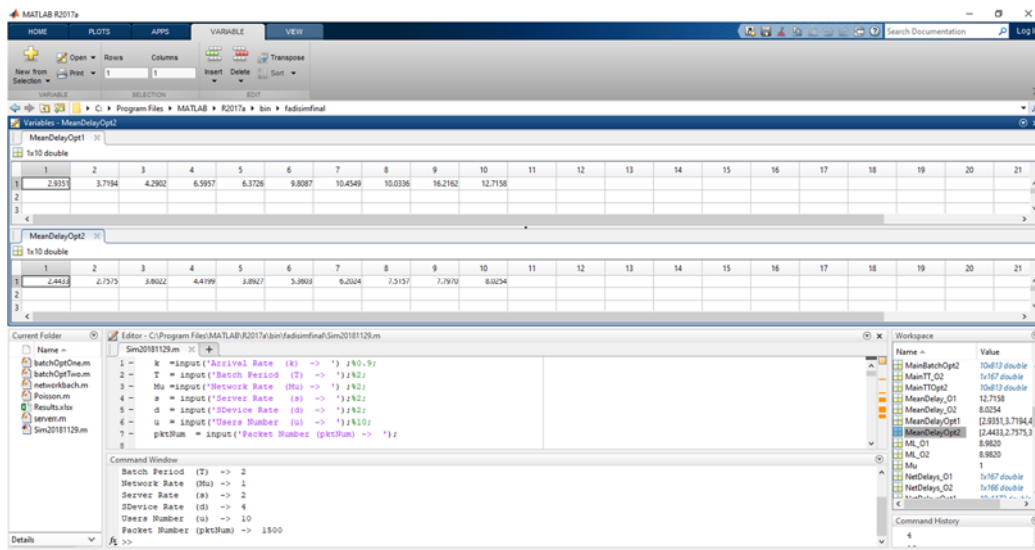 MATLAB R2017a
HOME PLOTS APPS VARIABLE VIEW Search Documentation Log In
New from Selection Open Rows Columns Insert Delete Transpose
Print 1 1 Sort
VARIABLE SELECTION EDIT
C: Program Files MATLAB R2017a bin fadisimfinal
Variables - MeanDelayOpt2
MeanDelayOpt1
1x10 double
1 2 3 4 5 6 7 8 9 10 11 12 13 14 15 16 17 18 19 20 21
1 2.9351 3.7194 4.2902 6.5957 6.3726 9.8087 10.4549 10.0336 16.2162 12.7158
2
3
MeanDelayOpt2
1x10 double
1 2 3 4 5 6 7 8 9 10 11 12 13 14 15 16 17 18 19 20 21
1 2.4433 2.7575 3.6022 4.4199 3.8927 5.3603 6.2024 7.5157 7.7970 8.0254
2
3
Current Folder
Name
batchOptOne.m
batchOptTwo.m
networkbach.m
Poisson.m
Results.xlsx
serverr.m
Sim20181129.m
Details
Editor - C:\Program Files\MATLAB\R2017a\bin\fadisimfinal\Sim20181129.m
Sim20181129.m
1 - k =input('Arrival Rate (k) -> ') ;%0.9;
2 - T = input('Batch Period (T) -> ');%2;
3 - Mu =input('Network Rate (Mu) -> ') ;%2;
4 - s = input('Server Rate (s) -> ');%2;
5 - d = input('SDevice Rate (d) -> ');%2;
6 - u = input('Users Number (u) -> ');%10;
7 - pktNum = input('Packet Number (pktNum) -> ');
8
Command Window
Batch Period (T) -> 2
Network Rate (Mu) -> 1
Server Rate (s) -> 2
SDevice Rate (d) -> 4
Users Number (u) -> 10
Packet Number (pktNum) -> 1500
fx >>
Workspace
Name Value
MainBatchOpt2 10x813 double
MainTT_O2 1x167 double
MainTTOpt2 10x813 double
MeanDelay_O1 12.7158
MeanDelay_O2 8.0254
MeanDelayOpt1 [2.9351,3.7194,4
MeanDelayOpt2 [2.4433,2.7575,3
ML_O1 8.9820
ML_O2 8.9820
Mu 1
NetDelays_O1 1x167 double
NetDelays_O2 1x166 double
Command History
4